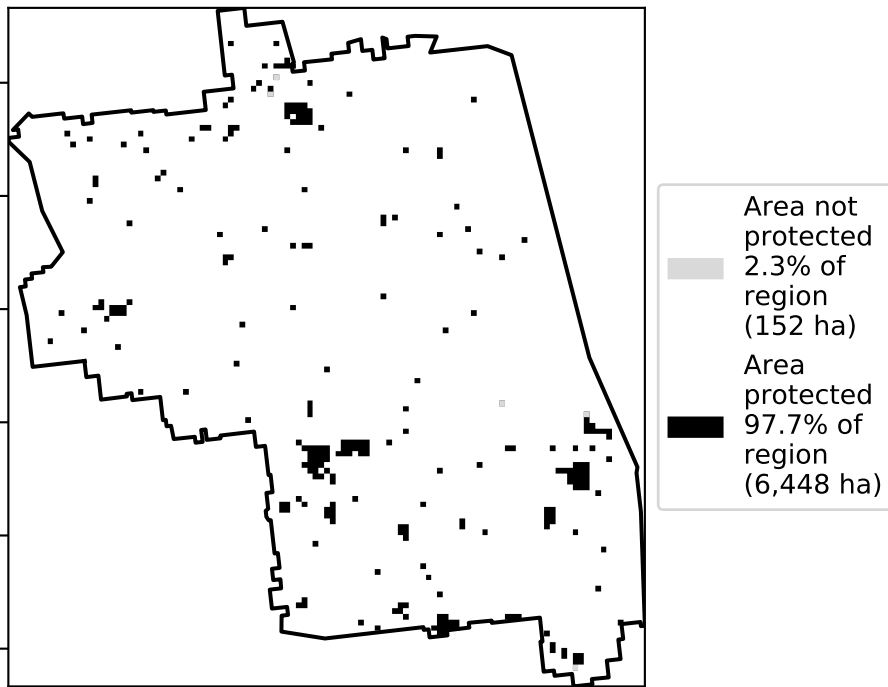 Area not
protected
2.3% of
region
(152 ha)
Area
protected
97.7% of
region
(6,448 ha)